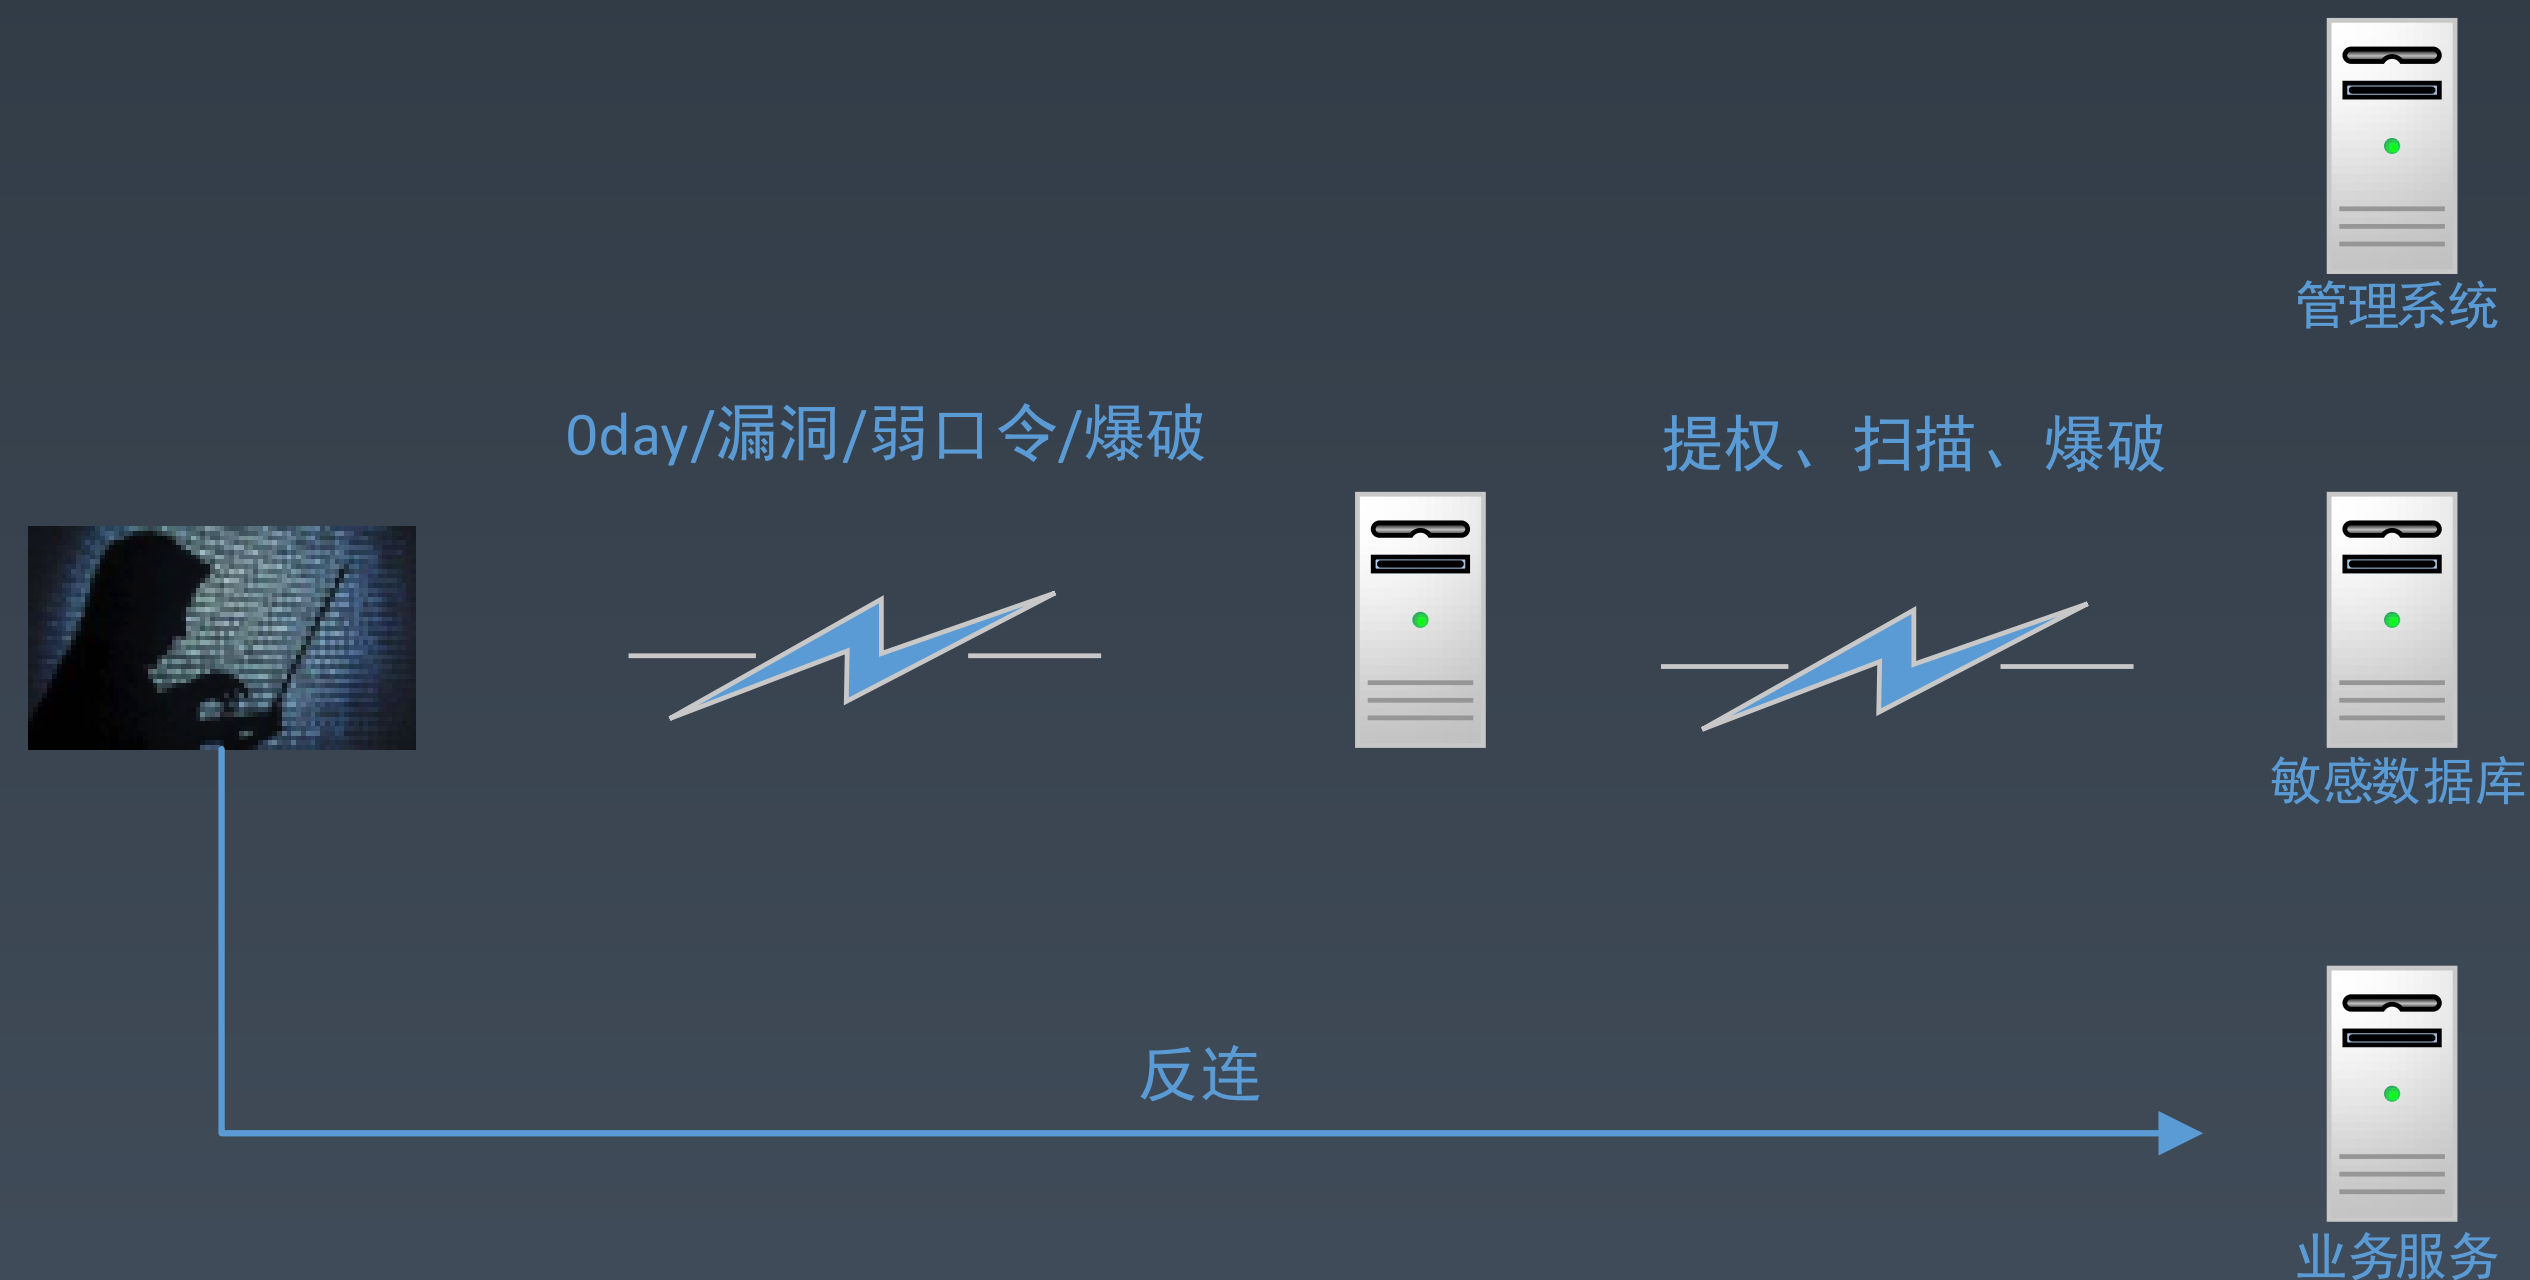 管理系统
0day/漏洞/弱口令/爆破
提权、扫描、爆破
敏感数据库
反连
业务服务